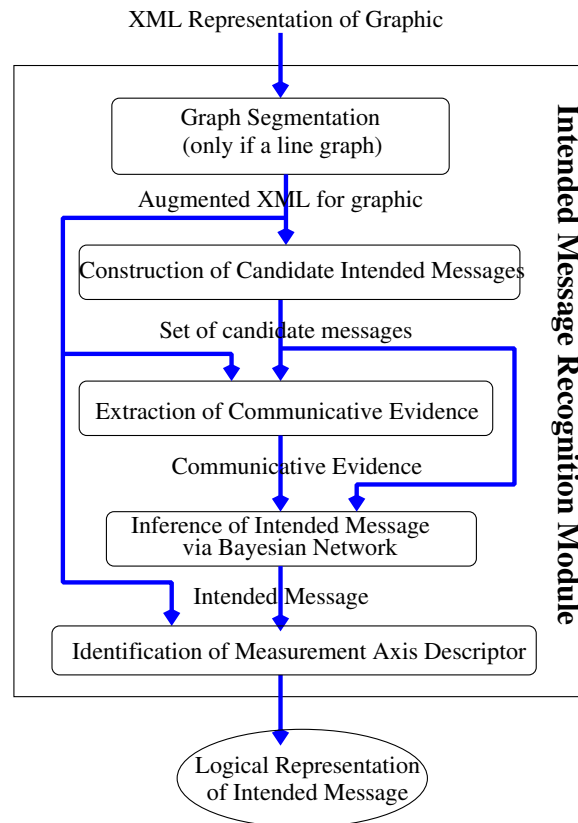 XML Representation of Graphic
Graph Segmentation
(only if a line graph)
Augmented XML for graphic
Construction of Candidate Intended Messages
Set of candidate messages
Extraction of Communicative Evidence
Communicative Evidence
Inference of Intended Message
via Bayesian Network
Intended Message
Identification of Measurement Axis Descriptor
Logical Representation
of Intended Message
Intended Message Recognition Module